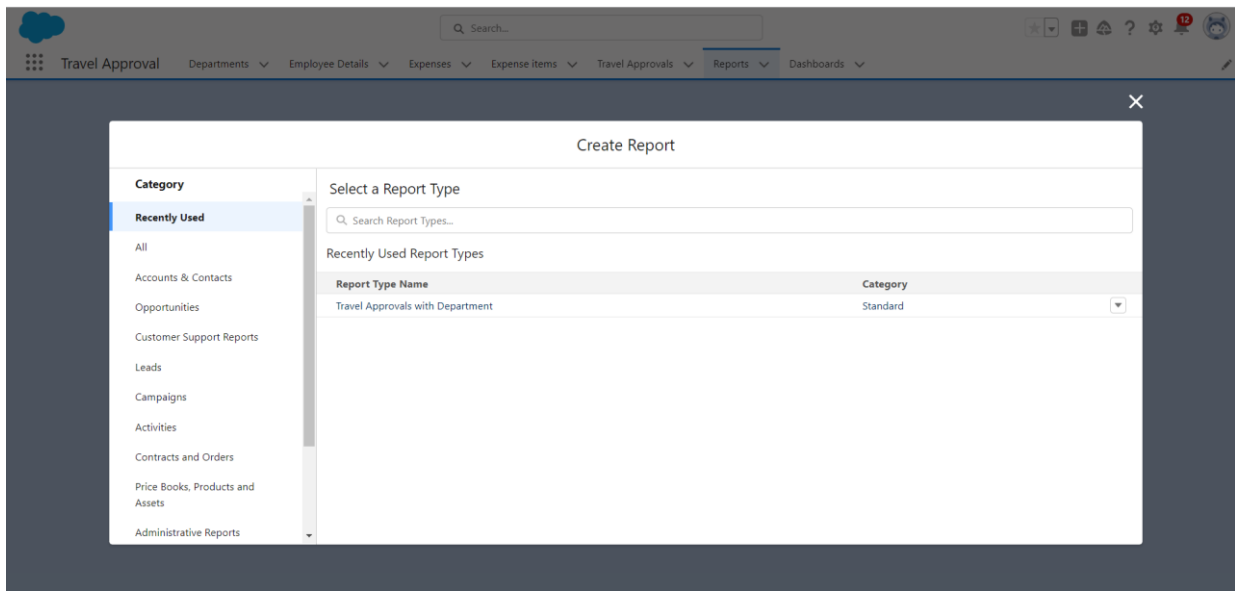 Search...
12
Travel Approval Departments Employee Details Expenses Expense items Travel Approvals Reports Dashboards
Create Report
Category
Recently Used
All
Accounts & Contacts
Opportunities
Customer Support Reports
Leads
Campaigns
Activities
Contracts and Orders
Price Books, Products and
Assets
Administrative Reports
Select a Report Type
Search Report Types...
Recently Used Report Types
Report Type Name Category
Travel Approvals with Department Standard